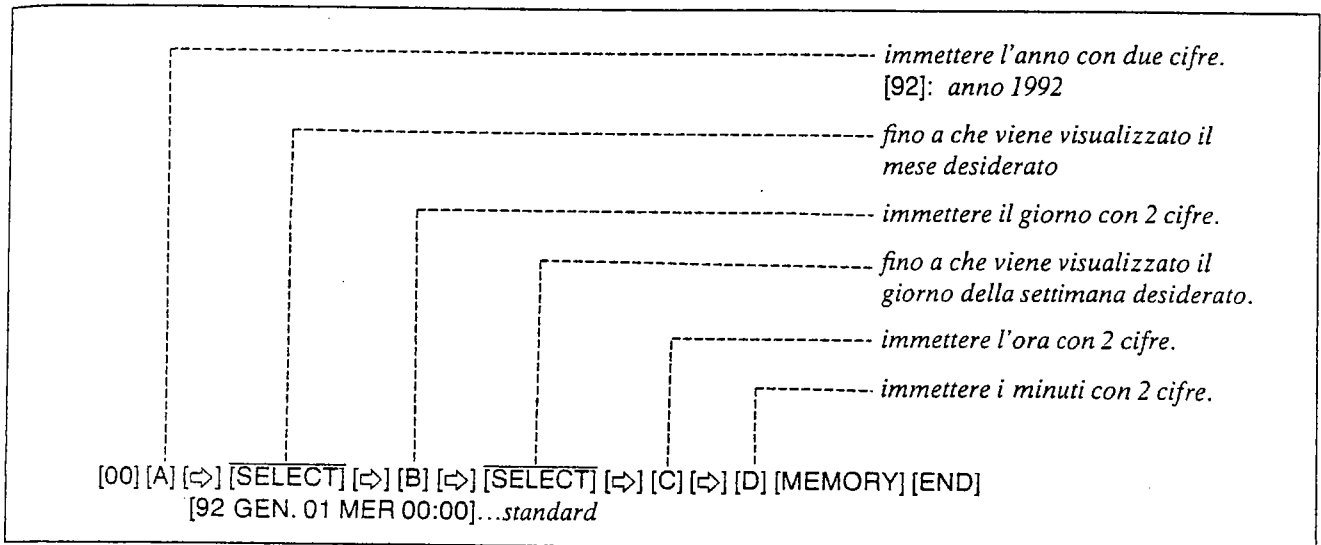 immettere l'anno con due cifre.
[92]: anno 1992
fino a che viene visualizzato il
mese desiderato
immettere il giorno con 2 cifre.
fino a che viene visualizzato il
giorno della settimana desiderato.
immettere l'ora con 2 cifre.
immettere i minuti con 2 cifre.
[00] [A] [⇨] [SELECT] [⇨] [B] [⇨] [SELECT] [⇨] [C] [⇨] [D] [MEMORY] [END]
[92 GEN. 01 MER 00:00]...standard